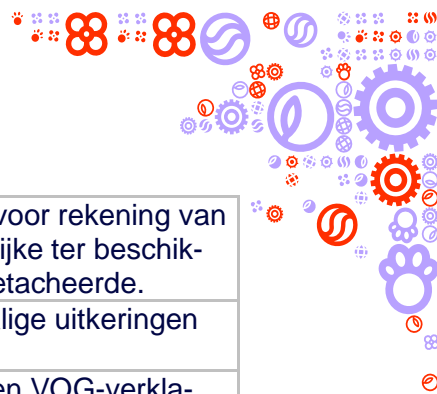 voor rekening van
ijke ter beschik-
etacheerde.
lige uitkeringen
en VOG-verkla-